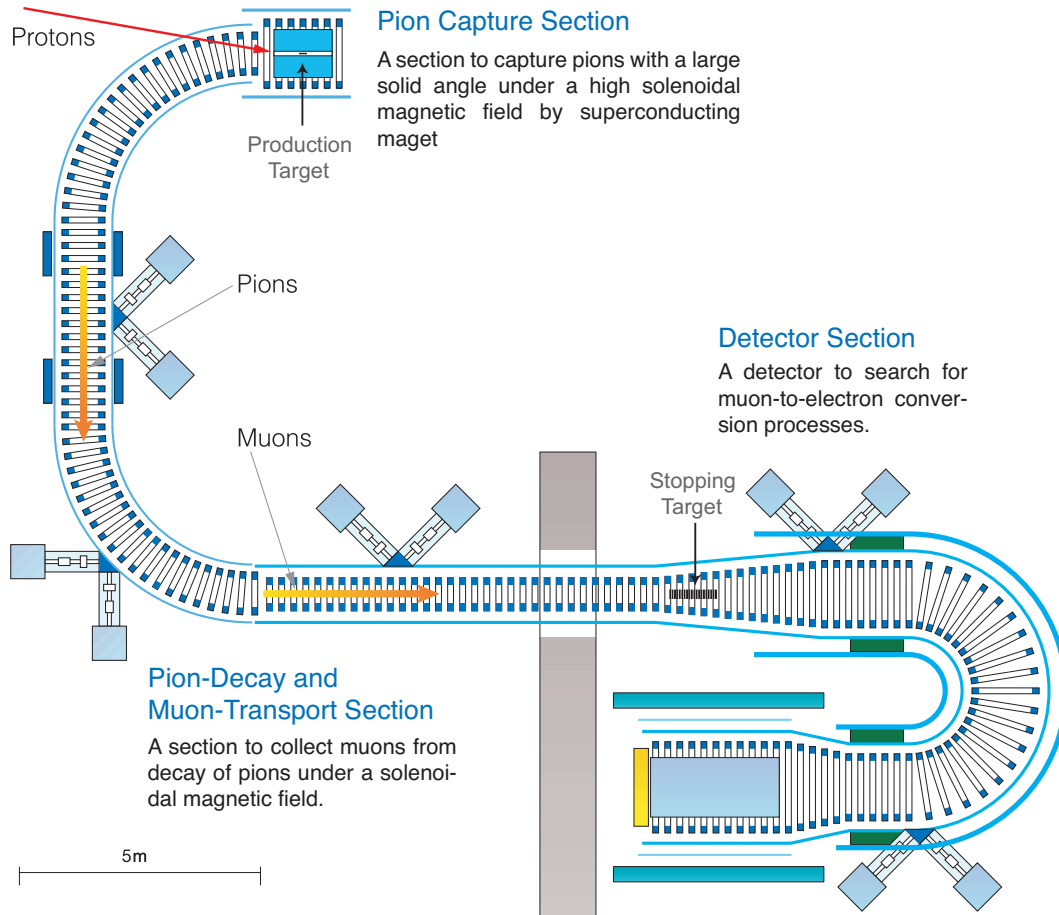 Protons
Pion Capture Section
A section to capture pions with a large
solid angle under a high solenoidal
magnetic field by superconducting
maget
Production
Target
Pions
Detector Section
A detector to search for
muon-to-electron conver-
sion processes.
Muons
Stopping
Target
Pion-Decay and
Muon-Transport Section
A section to collect muons from
decay of pions under a solenoi-
dal magnetic field.
5m